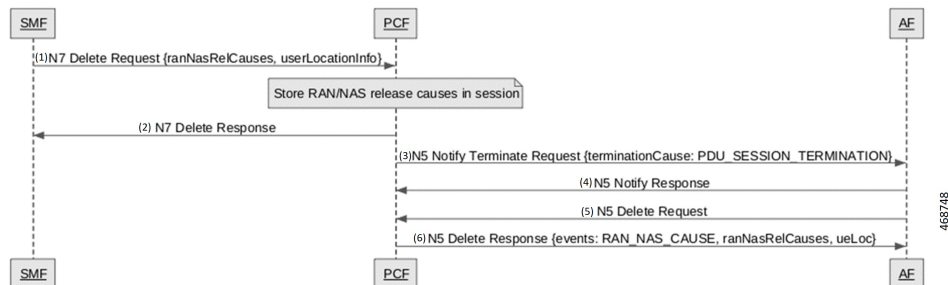 SMF PCF AF
(1)N7 Delete Request {ranNasRelCauses, userLocationInfo}
Store RAN/NAS release causes in session
(2) N7 Delete Response
(3)N5 Notify Terminate Request {terminationCause: PDU_SESSION_TERMINATION}
(4)N5 Notify Response
(5) N5 Delete Request
(6)N5 Delete Response {events: RAN_NAS_CAUSE, ranNasRelCauses, ueLoc}
SMF PCF AF
468748